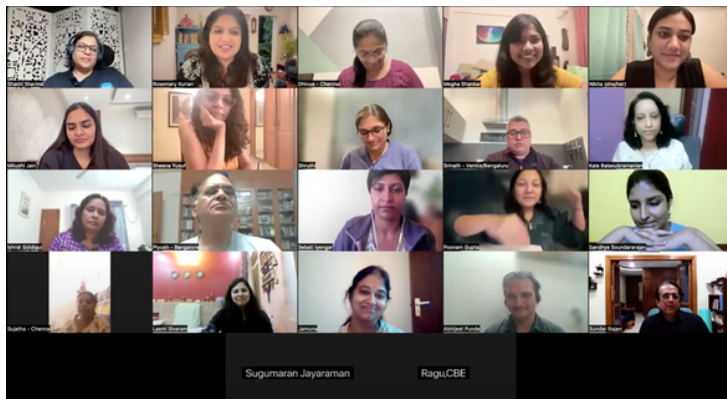 Shanti Sharma
Rosemary Kurian
Dhivya - Chennai
Megha Shankar
Nikita (she/her)
Mitushi Jain
Sheena Yusuf
Shruthi
Srinath - Venice/Bengaluru
Kala Balasubramanian
Ishrat Siddiqui
Piyush - Bangalore
Sebati Iyengar
Poonam Gupta
Sandhya Soundararajan
Sujatha - Chennai
Laxmi Sivaram
Jamuna
Abhijeet Punde
Sundar Rajan
Sugumaran Jayaraman
Ragu,CBE